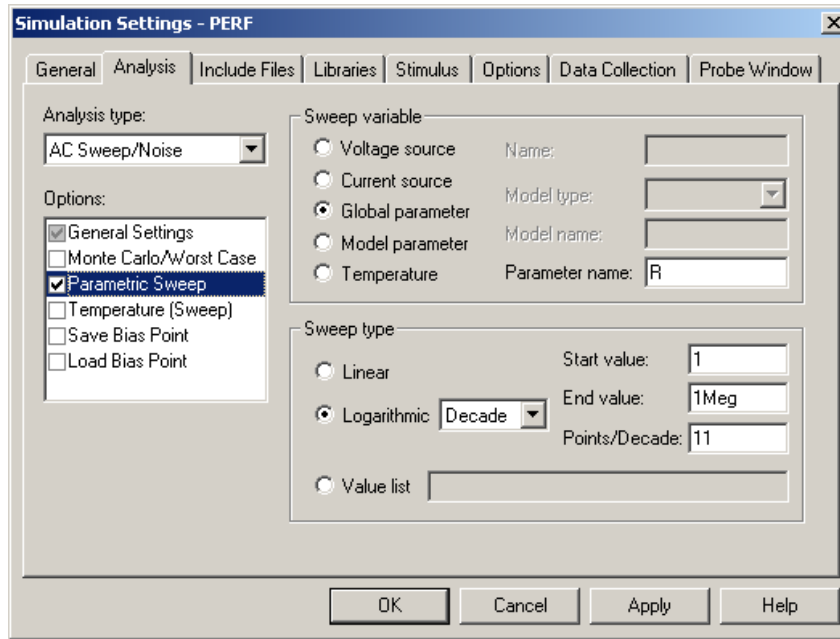 Simulation Settings - PERF
General Analysis Include Files Libraries Stimulus Options Data Collection Probe Window
Analysis type:
AC Sweep/Noise
Options:
General Settings
Monte Carlo/Worst Case
Parametric Sweep
Temperature (Sweep)
Save Bias Point
Load Bias Point
Sweep variable
Voltage source
Current source
Global parameter
Model parameter
Temperature
Name:
Model type:
Model name:
Parameter name: R
Sweep type
Linear
Logarithmic Decade
Value list
Start value: 1
End value: 1Meg
Points/Decade: 11
OK Cancel Apply Help